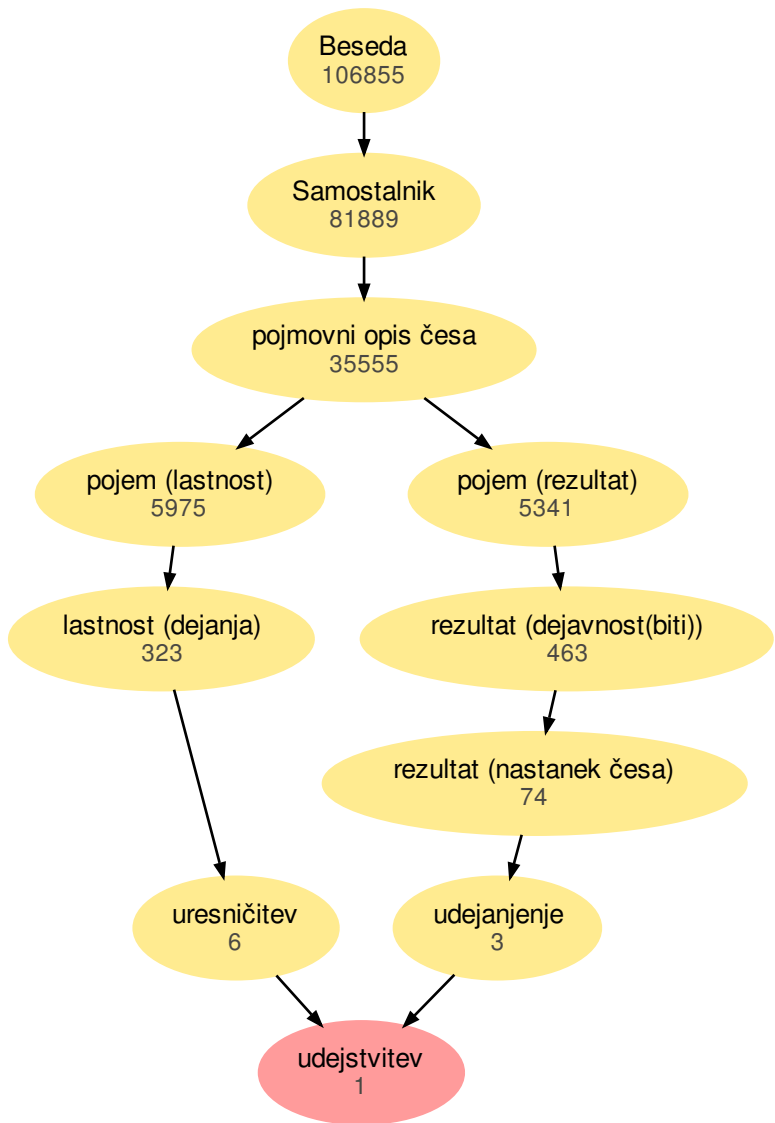 Beseda
106855
Samostalnik
81889
pojmovni opis česa
35555
pojem (lastnost)
5975
pojem (rezultat)
5341
lastnost (dejanja)
323
rezultat (dejavnost(biti))
463
rezultat (nastanek česa)
74
uresničitev
6
udejanjenje
3
udejstvitev
1